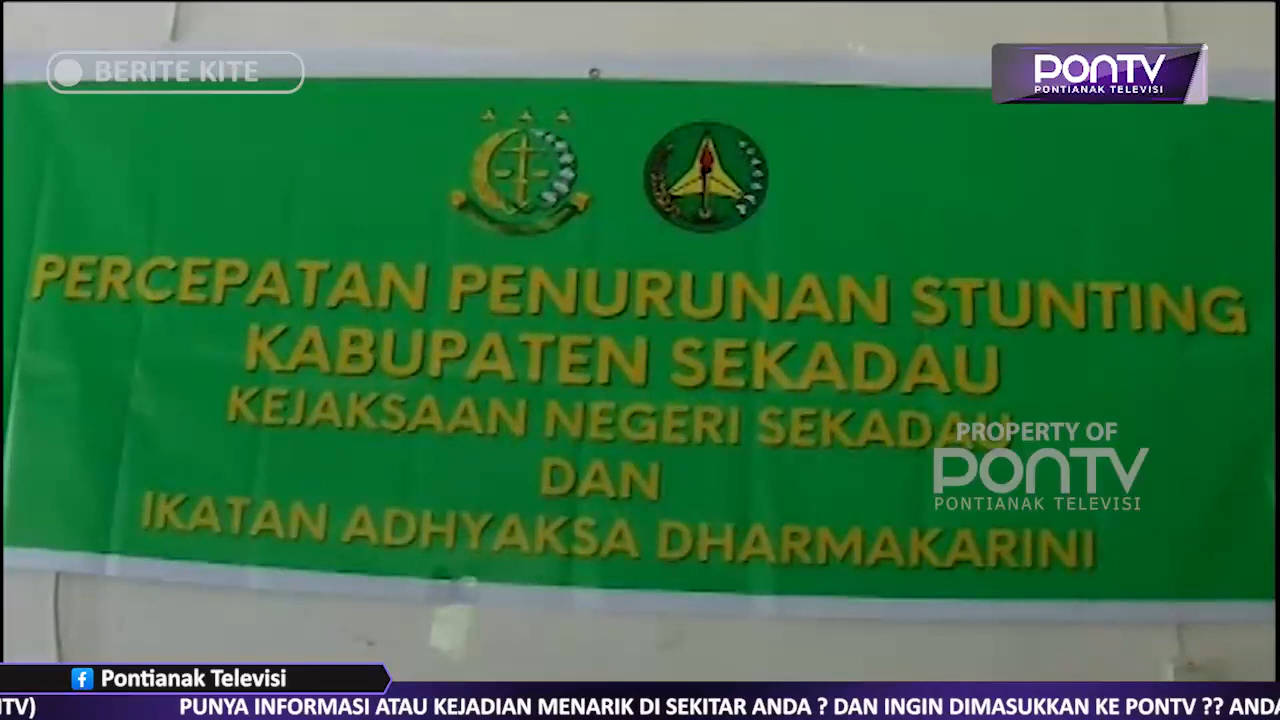 BERITE KITE
PONTV
PONTIANAK TELEVISI
PERCEPATAN PENURUNAN STUNTING
KABUPATEN SEKADAU
KEJAKSAAN NEGERI SEKADAU
DAN
IKATAN ADHYAKSA DHARMAKARINI
PROPERTY OF
PONTV
PONTIANAK TELEVISI
Pontianak Televisi
NTV) PUNYA INFORMASI ATAU KEJADIAN MENARIK DI SEKITAR ANDA ? DAN INGIN DIMASUKKAN KE PONTV ?? ANDA